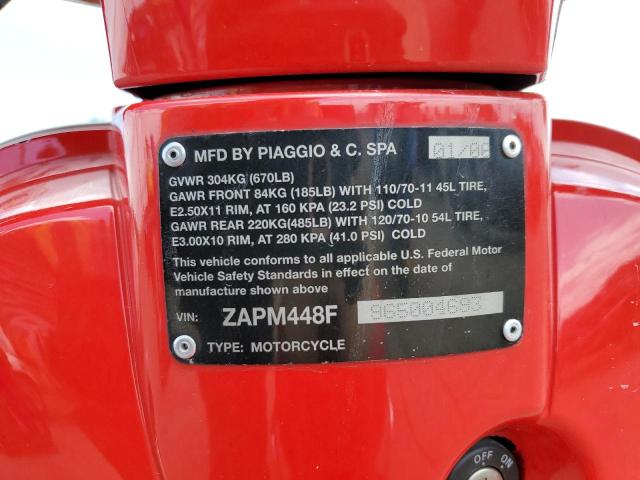 MFD BY PIAGGIO & C. SPA 01/08
GVWR 304KG (670LB)
GAWR FRONT 84KG (185LB) WITH 110/70-11 45L TIRE,
E2.50X11 RIM, AT 160 KPA (23.2 PSI) COLD
GAWR REAR 220KG(485LB) WITH 120/70-10 54L TIRE,
E3.00X10 RIM, AT 280 KPA (41.0 PSI) COLD
This vehicle conforms to all applicable U.S. Federal Motor
Vehicle Safety Standards in effect on the date of
manufacture shown above
VIN: ZAPM448F 965004693
TYPE: MOTORCYCLE
OFF ON